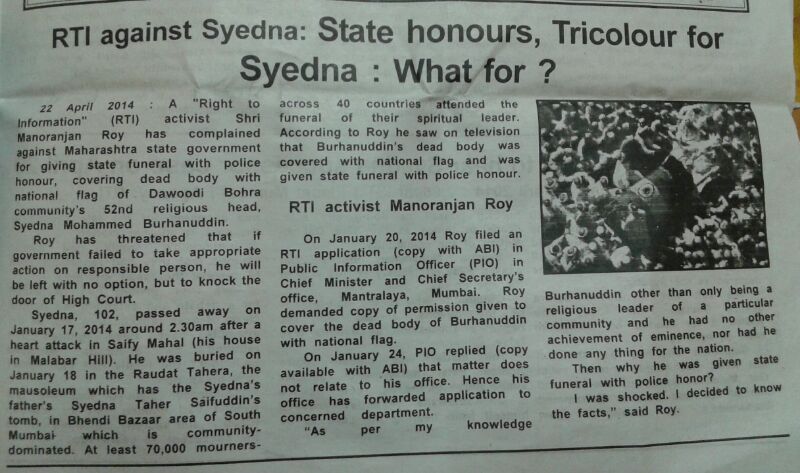 RTI against Syedna: State honours, Tricolour for
Syedna : What for ?
22 April 2014 : A "Right to
Information" (RTI) activist Shri
Manoranjan Roy has complained
against Maharashtra state government
for giving state funeral with police
honour, covering dead body with
national flag of Dawoodi Bohra
community's 52nd religious head,
Syedna Mohammed Burhanuddin.
Roy has threatened that if
government failed to take appropriate
action on responsible person, he will
be left with no option, but to knock the
door of High Court.
Syedna, 102, passed away on
January 17, 2014 around 2.30am after a
heart attack in Saify Mahal (his house
in Malabar Hill). He was buried on
January 18 in the Raudat Tahera, the
mausoleum which has the Syedna's
father's Syedna Taher Saifuddin's
tomb, in Bhendi Bazaar area of South
Mumbai which is community-
dominated. At least 70,000 mourners-
across 40 countries attended the
funeral of their spiritual leader.
According to Roy he saw on television
that Burhanuddin's dead body was
covered with national flag and was
given state funeral with police honour.
RTI activist Manoranjan Roy
On January 20, 2014 Roy filed an
RTI application (copy with ABI) in
Public Information Officer (PIO) in
Chief Minister and Chief Secretary's
office, Mantralaya, Mumbai. Roy
demanded copy of permission given to
cover the dead body of Burhanuddin
with national flag.
On January 24, PIO replied (copy
available with ABI) that matter does
not relate to his office. Hence his
office has forwarded application to
concerned department.
"As per my knowledge
Burhanuddin other than only being a
religious leader of a particular
community and he had no other
achievement of eminence, nor had he
done any thing for the nation.
Then why he was given state
funeral with police honor?
I was shocked. I decided to know
the facts," said Roy.